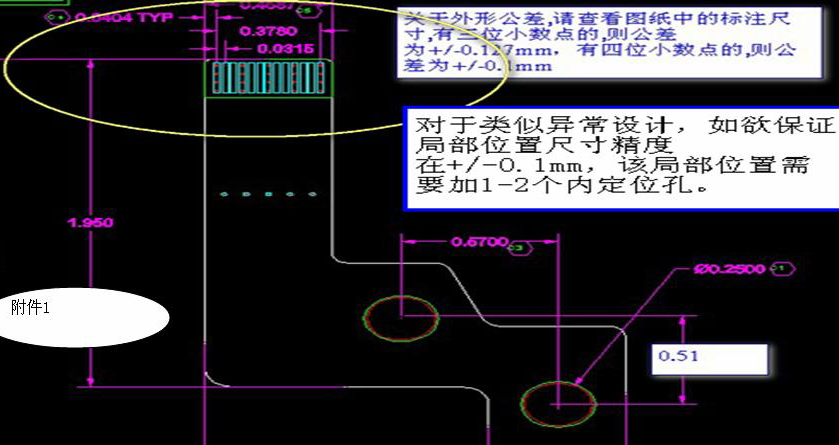 0.0404 TYP
0.3780
0.0315
关于外形公差,请查看图纸中的标注尺
寸,有三位小数点的,则公差
为+/-0.127mm，有四位小数点的,则公
差为+/-0.1mm
对于类似异常设计，如欲保证
局部位置尺寸精度
在+/-0.1mm，该局部位置需
要加1-2个内定位孔。
1.950
0.5700
3
Ø0.2500
1
附件1
0.51